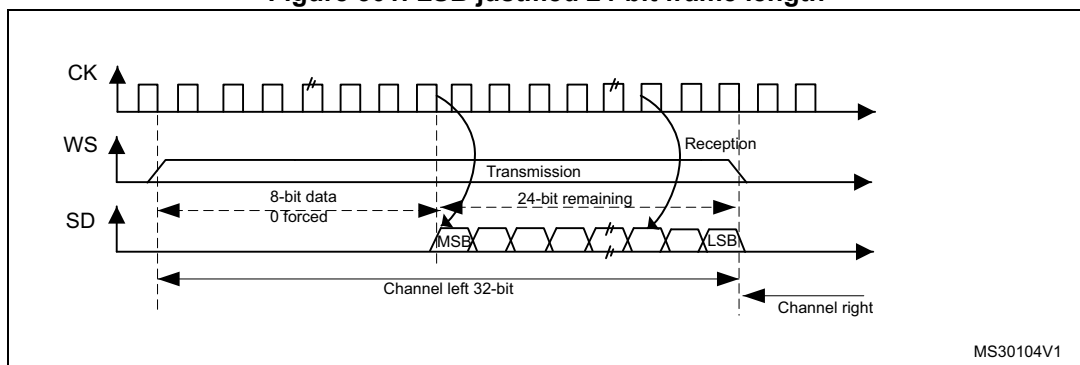 CK
WS
Reception
Transmission
8-bit data
0 forced
24-bit remaining
SD
MSB
LSB
Channel left 32-bit
Channel right
MS30104V1